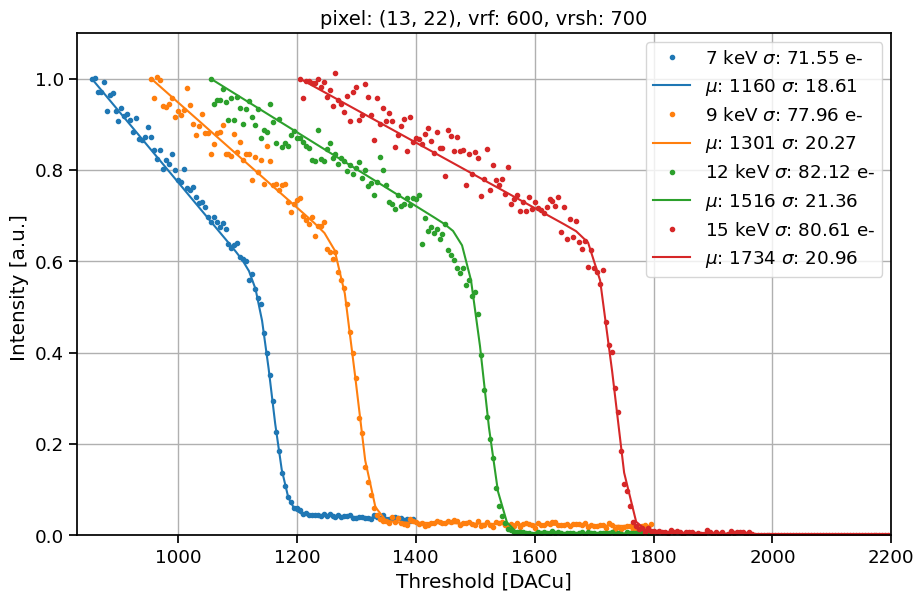 pixel: (13, 22), vrf: 600, vrsh: 700
Intensity [a.u.]
1.0
0.8
0.6
0.4
0.2
0.0
7 keV σ: 71.55 e-
μ: 1160 σ: 18.61
9 keV σ: 77.96 e-
μ: 1301 σ: 20.27
12 keV σ: 82.12 e-
μ: 1516 σ: 21.36
15 keV σ: 80.61 e-
μ: 1734 σ: 20.96
1000 1200 1400 1600 1800 2000 2200
Threshold [DACu]